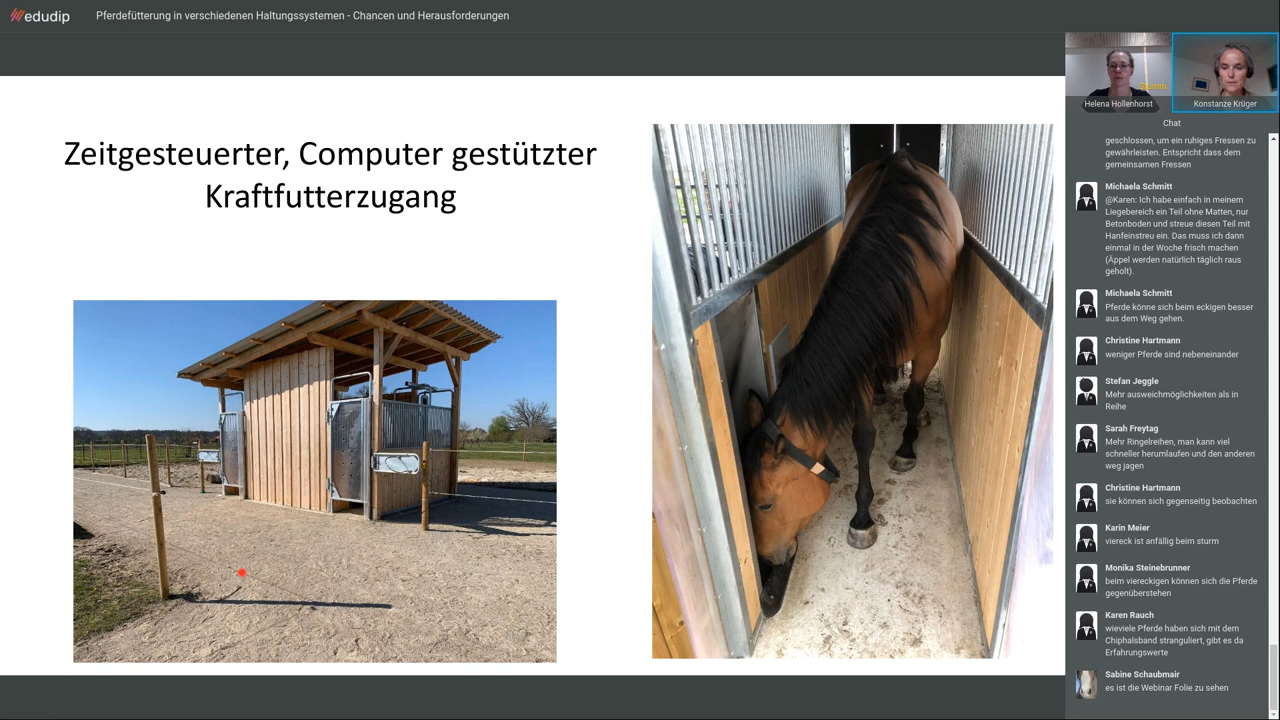 edudip
Pferdefütterung in verschiedenen Haltungssystemen - Chancen und Herausforderungen
Zeitgesteuerter, Computer gestützter
Kraftfutterzugang
Helena Hollenhorst
Konstanze Krüger
Chat
geschlossen, um ein ruhiges Fressen zu
gewährleisten. Entspricht dass dem
gemeinsamen Fressen
Michaela Schmitt
@Karen: Ich habe einfach in meinem
Liegebereich ein Teil ohne Matten, nur
Betonboden und streue diesen Teil mit
Hanfeinstreu ein. Das muss ich dann
einmal in der Woche frisch machen
(Äppel werden natürlich täglich raus
geholt).
Michaela Schmitt
Pferde könne sich beim eckigen besser
aus dem Weg gehen.
Christine Hartmann
weniger Pferde sind nebeneinander
Stefan Jeggle
Mehr ausweichmöglichkeiten als in
Reihe
Sarah Freytag
Mehr Ringelreihen, man kann viel
schneller herumlaufen und den anderen
weg jagen
Christine Hartmann
sie können sich gegenseitig beobachten
Karin Meier
viereck ist anfällig beim sturm
Monika Steinebrunner
beim viereckigen können sich die Pferde
gegenüberstehen
Karen Rauch
wieviele Pferde haben sich mit dem
Chiphalsband stranguliert, gibt es da
Erfahrungswerte
Sabine Schaubmair
es ist die Webinar Folie zu sehen